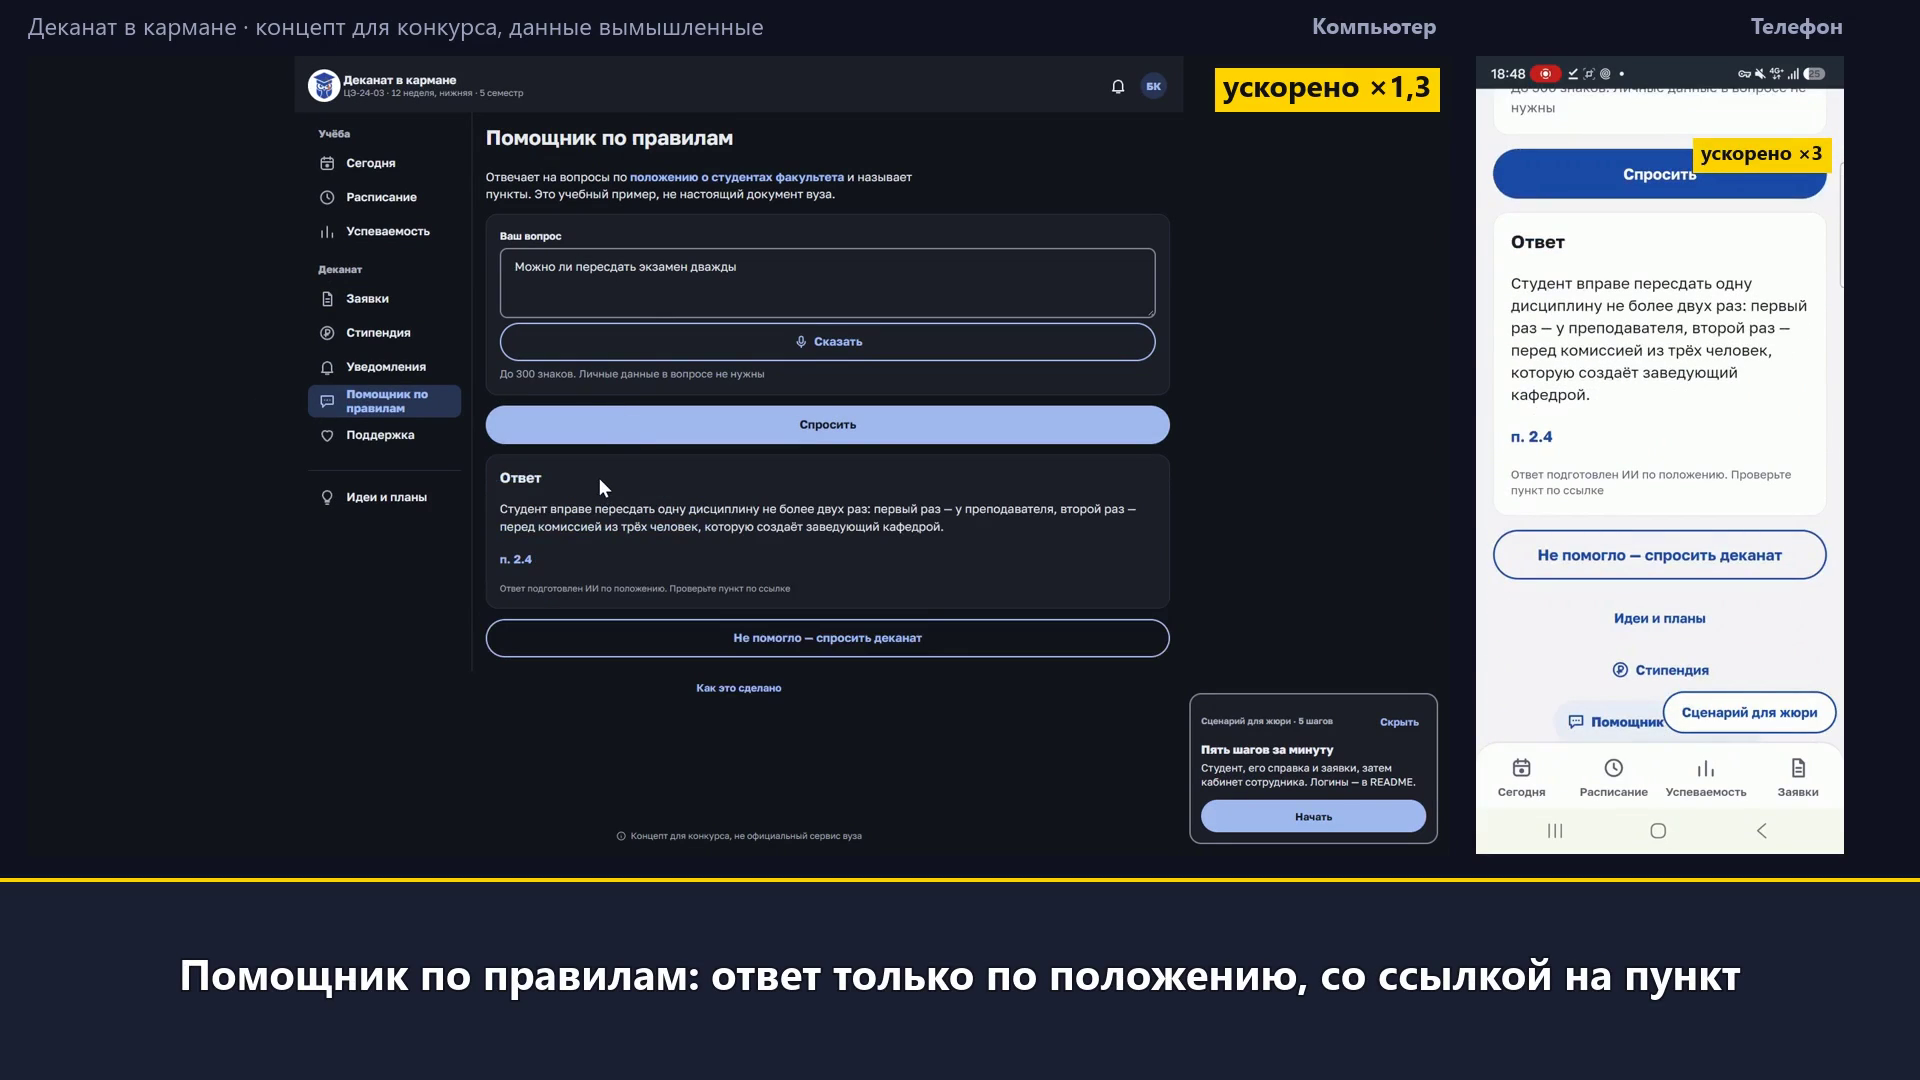 Деканат в кармане · концепт для конкурса, данные вымышленные
Компьютер
Телефон
Деканат в кармане
ЦЭ-24-03 · 12 неделя, нижняя · 5 семестр
БК
ускорено ×1,3
Учёба
Сегодня
Расписание
Успеваемость
Деканат
Заявки
Стипендия
Уведомления
Помощник по
правилам
Поддержка
Идеи и планы
Помощник по правилам
Отвечает на вопросы по положению о студентах факультета и называет
пункты. Это учебный пример, не настоящий документ вуза.
Ваш вопрос
Можно ли пересдать экзамен дважды
Сказать
До 300 знаков. Личные данные в вопросе не нужны
Спросить
Ответ
Студент вправе пересдать одну дисциплину не более двух раз: первый раз — у преподавателя, второй раз —
перед комиссией из трёх человек, которую создаёт заведующий кафедрой.
п. 2.4
Ответ подготовлен ИИ по положению. Проверьте пункт по ссылке
Не помогло — спросить деканат
Как это сделано
Концепт для конкурса, не официальный сервис вуза
Сценарий для жюри · 5 шагов
Скрыть
Пять шагов за минуту
Студент, его справка и заявки, затем
кабинет сотрудника. Логины — в README.
Начать
18:48
4G+
25
До 300 знаков. Личные данные в вопросе не
нужны
ускорено ×3
Спросить
Ответ
Студент вправе пересдать одну
дисциплину не более двух раз: первый
раз — у преподавателя, второй раз —
перед комиссией из трёх человек,
которую создаёт заведующий
кафедрой.
п. 2.4
Ответ подготовлен ИИ по положению. Проверьте
пункт по ссылке
Не помогло — спросить деканат
Идеи и планы
Стипендия
Помощник
Сценарий для жюри
Сегодня
Расписание
Успеваемость
Заявки
Помощник по правилам: ответ только по положению, со ссылкой на пункт